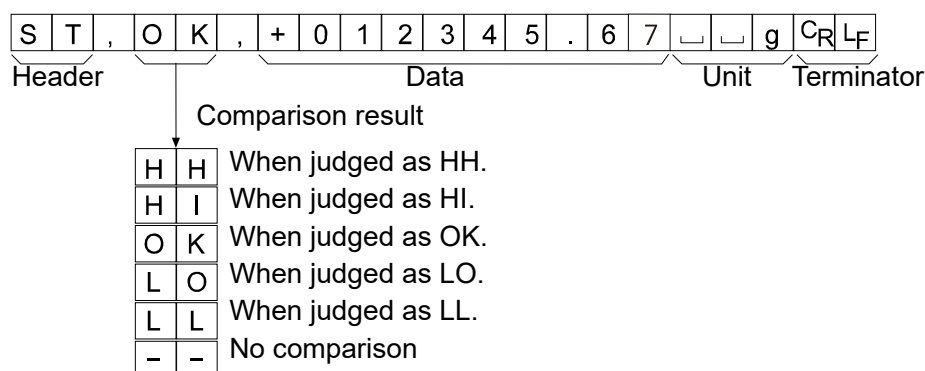 S T , O K , + 0 1 2 3 4 5 . 6 7 ␣ ␣ g CR LF
Header Data Unit Terminator
Comparison result
H H When judged as HH.
H I When judged as HI.
O K When judged as OK.
L O When judged as LO.
L L When judged as LL.
– – No comparison